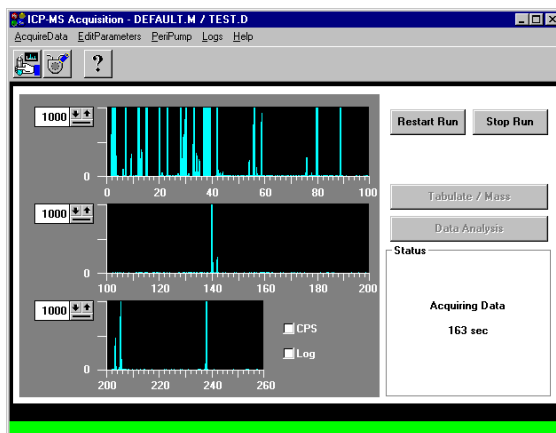 ICP-MS Acquisition - DEFAULT.M / TEST.D
AcquireData EditParameters PeriPump Logs Help
?
1000
0
0 20 40 60 80 100
Restart Run Stop Run
1000
0
100 120 140 160 180 200
Tabulate / Mass
Data Analysis
Status
Acquiring Data
163 sec
1000
0
200 220 240 260
CPS
Log